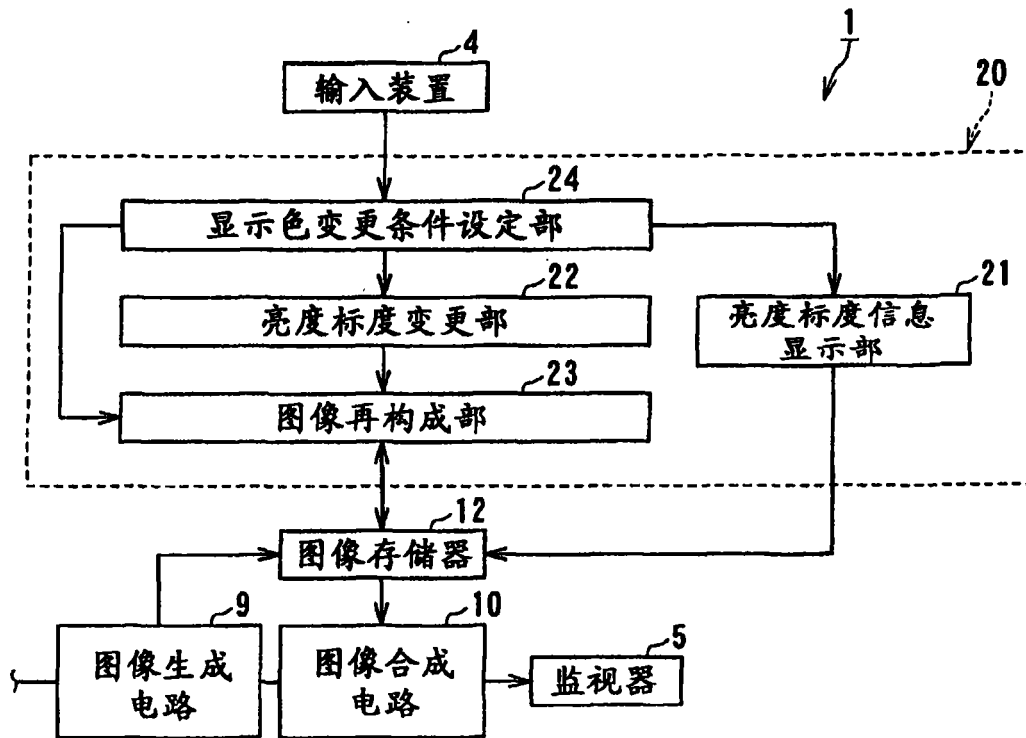 1
4
输入装置
20
24
显示色变更条件设定部
22
亮度标度变更部
21
亮度标度信息
显示部
23
图像再构成部
12
图像存储器
9
图像生成
电路
10
图像合成
电路
5
监视器